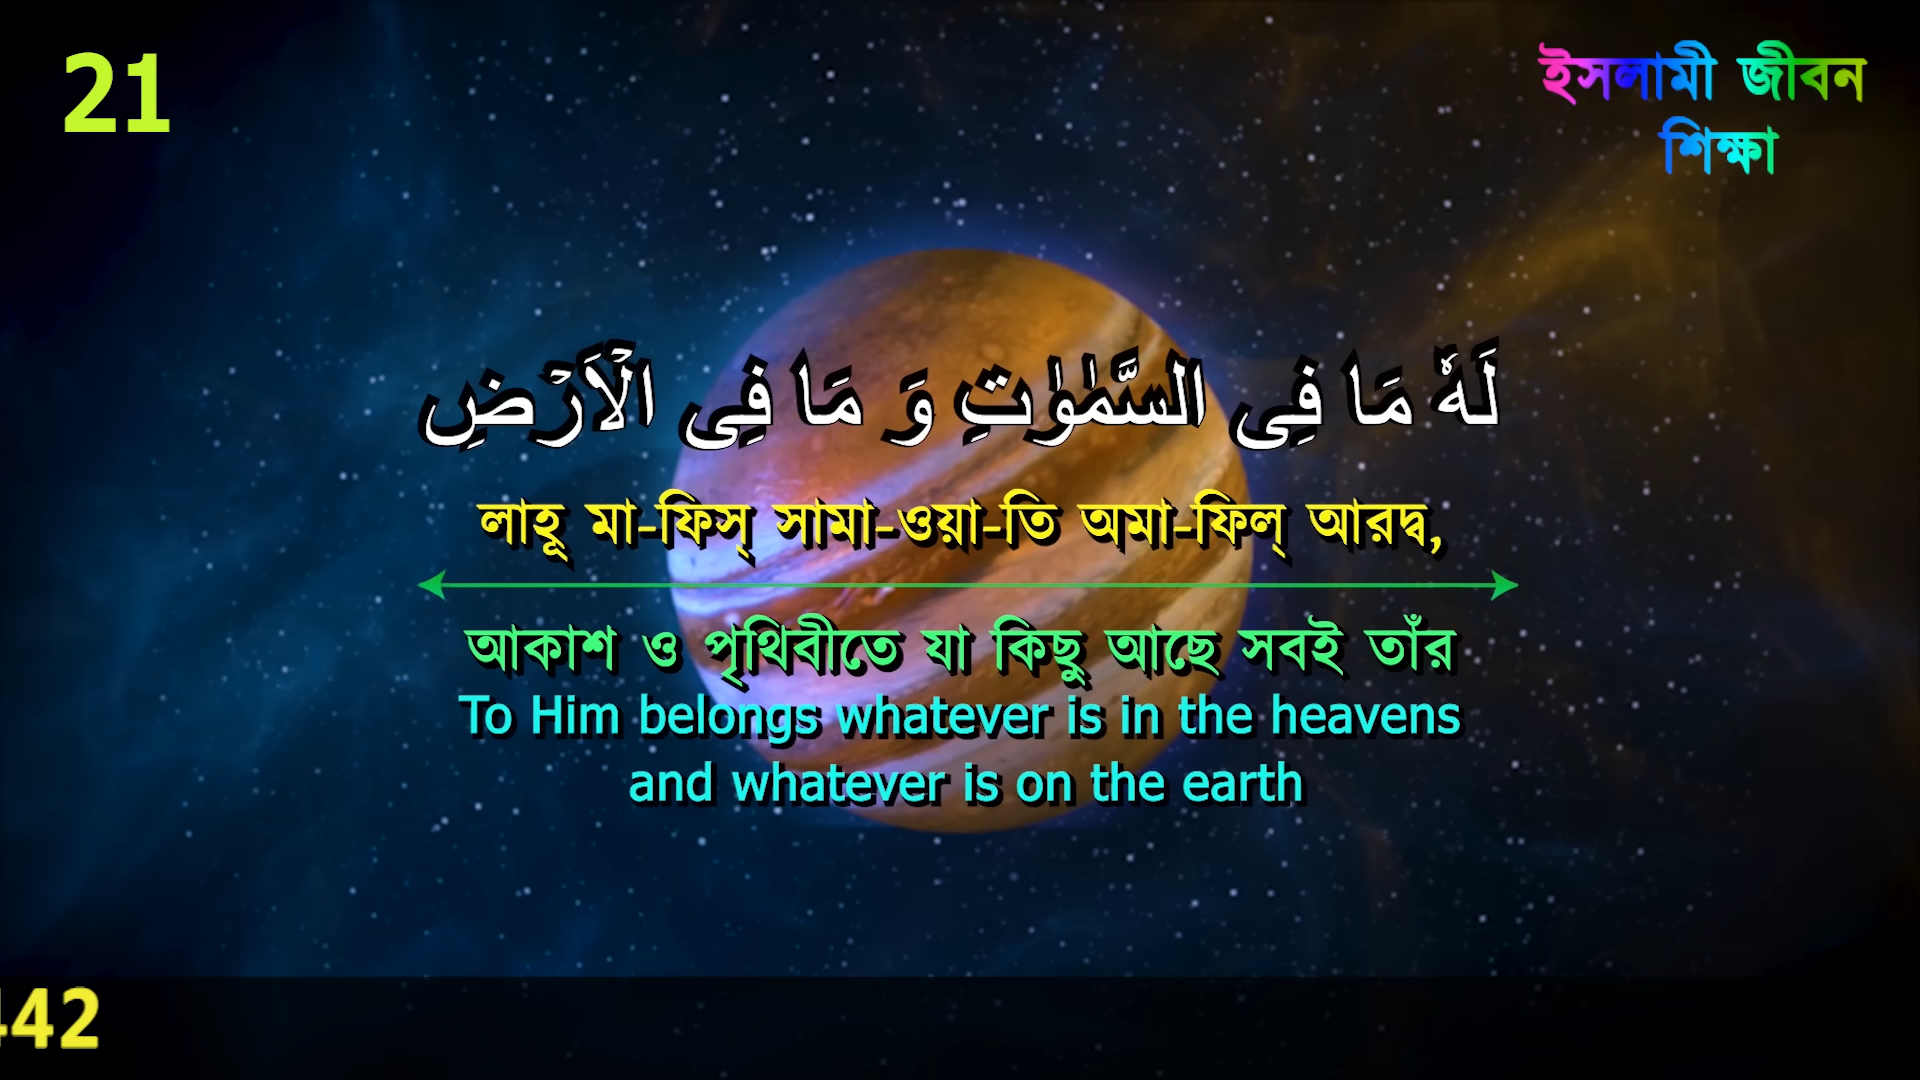 21
ইসলামী জীবন
শিক্ষা
لَهٗ مَا فِی السَّمٰوٰتِ وَ مَا فِی الۡاَرۡضِ
লাহূ মা-ফিস্ সামা-ওয়া-তি অমা-ফিল্ আরদ্ব,
আকাশ ও পৃথিবীতে যা কিছু আছে সবই তাঁর
To Him belongs whatever is in the heavens
and whatever is on the earth
442